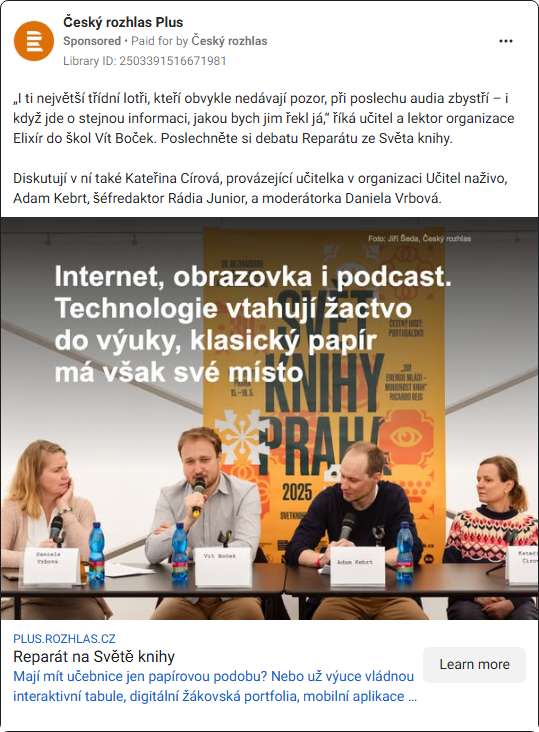 Český rozhlas Plus
Sponsored • Paid for by Český rozhlas
Library ID: 2503391516671981
„I ti největší třídní lotři, kteří obvykle nedávají pozor, při poslechu audia zbystří – i
když jde o stejnou informaci, jakou bych jim řekl já,“ říká učitel a lektor organizace
Elixír do škol Vít Boček. Poslechněte si debatu Reparátu ze Světa knihy.
Diskutují v ní také Kateřina Círová, provázející učitelka v organizaci Učitel naživo,
Adam Kebrt, šéfredaktor Rádia Junior, a moderátorka Daniela Vrbová.
Foto: Jiří Šeda, Český rozhlas
Internet, obrazovka i podcast.
Technologie vtahují žactvo
do výuky, klasický papír
má však své místo
SVĚT
KNIHY
PRAHA
2025
15.–18. 5.
Daniela
Vrbová
Vít Boček
Adam Kebrt
PLUS.ROZHLAS.CZ
Reparát na Světě knihy
Mají mít učebnice jen papírovou podobu? Nebo už výuce vládnou
interaktivní tabule, digitální žákovská portfolia, mobilní aplikace ...
Learn more